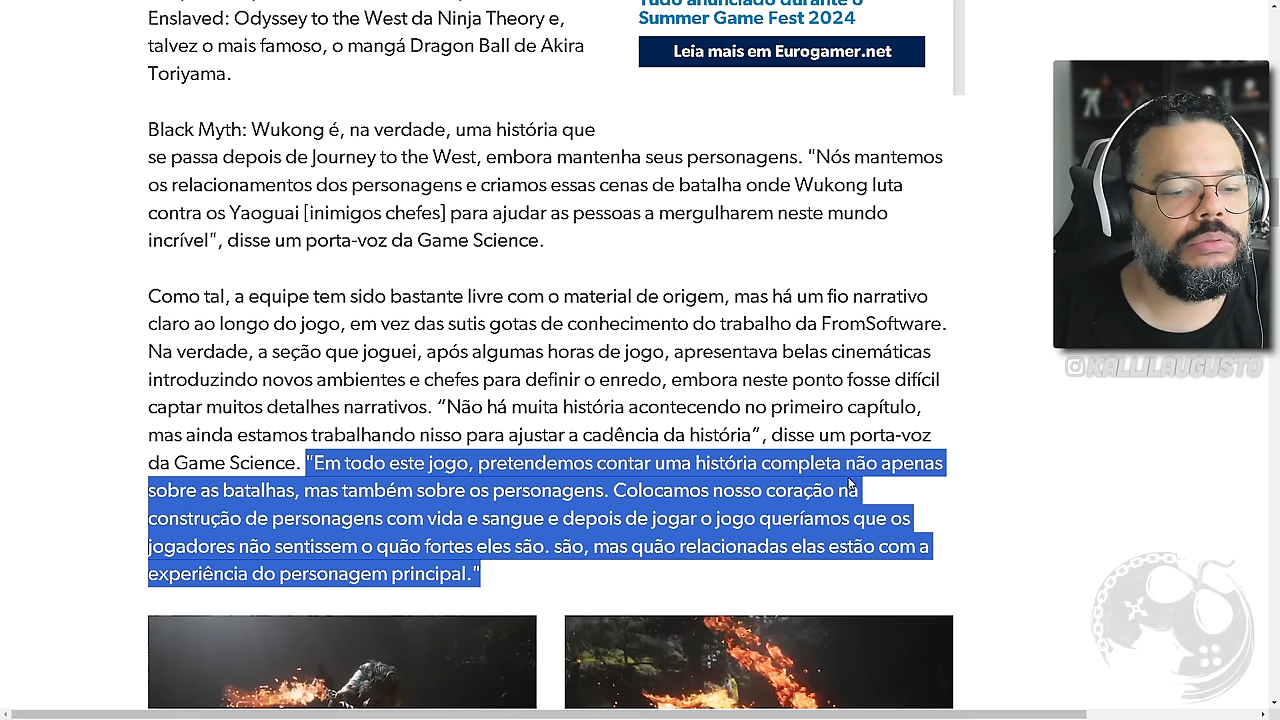 Enslaved: Odyssey to the West da Ninja Theory e,
talvez o mais famoso, o mangá Dragon Ball de Akira
Toriyama.
Tudo anunciado durante o
Summer Game Fest 2024
Leia mais em Eurogamer.net
Black Myth: Wukong é, na verdade, uma história que
se passa depois de Journey to the West, embora mantenha seus personagens. "Nós mantemos
os relacionamentos dos personagens e criamos essas cenas de batalha onde Wukong luta
contra os Yaoguai [inimigos chefes] para ajudar as pessoas a mergulharem neste mundo
incrível", disse um porta-voz da Game Science.
Como tal, a equipe tem sido bastante livre com o material de origem, mas há um fio narrativo
claro ao longo do jogo, em vez das sutis gotas de conhecimento do trabalho da FromSoftware.
Na verdade, a seção que joguei, após algumas horas de jogo, apresentava belas cinemáticas
introduzindo novos ambientes e chefes para definir o enredo, embora neste ponto fosse difícil
captar muitos detalhes narrativos. “Não há muita história acontecendo no primeiro capítulo,
mas ainda estamos trabalhando nisso para ajustar a cadência da história”, disse um porta-voz
da Game Science. "Em todo este jogo, pretendemos contar uma história completa não apenas
sobre as batalhas, mas também sobre os personagens. Colocamos nosso coração na
construção de personagens com vida e sangue e depois de jogar o jogo queríamos que os
jogadores não sentissem o quão fortes eles são. são, mas quão relacionadas elas estão com a
experiência do personagem principal."
KALLILAUGUSTO